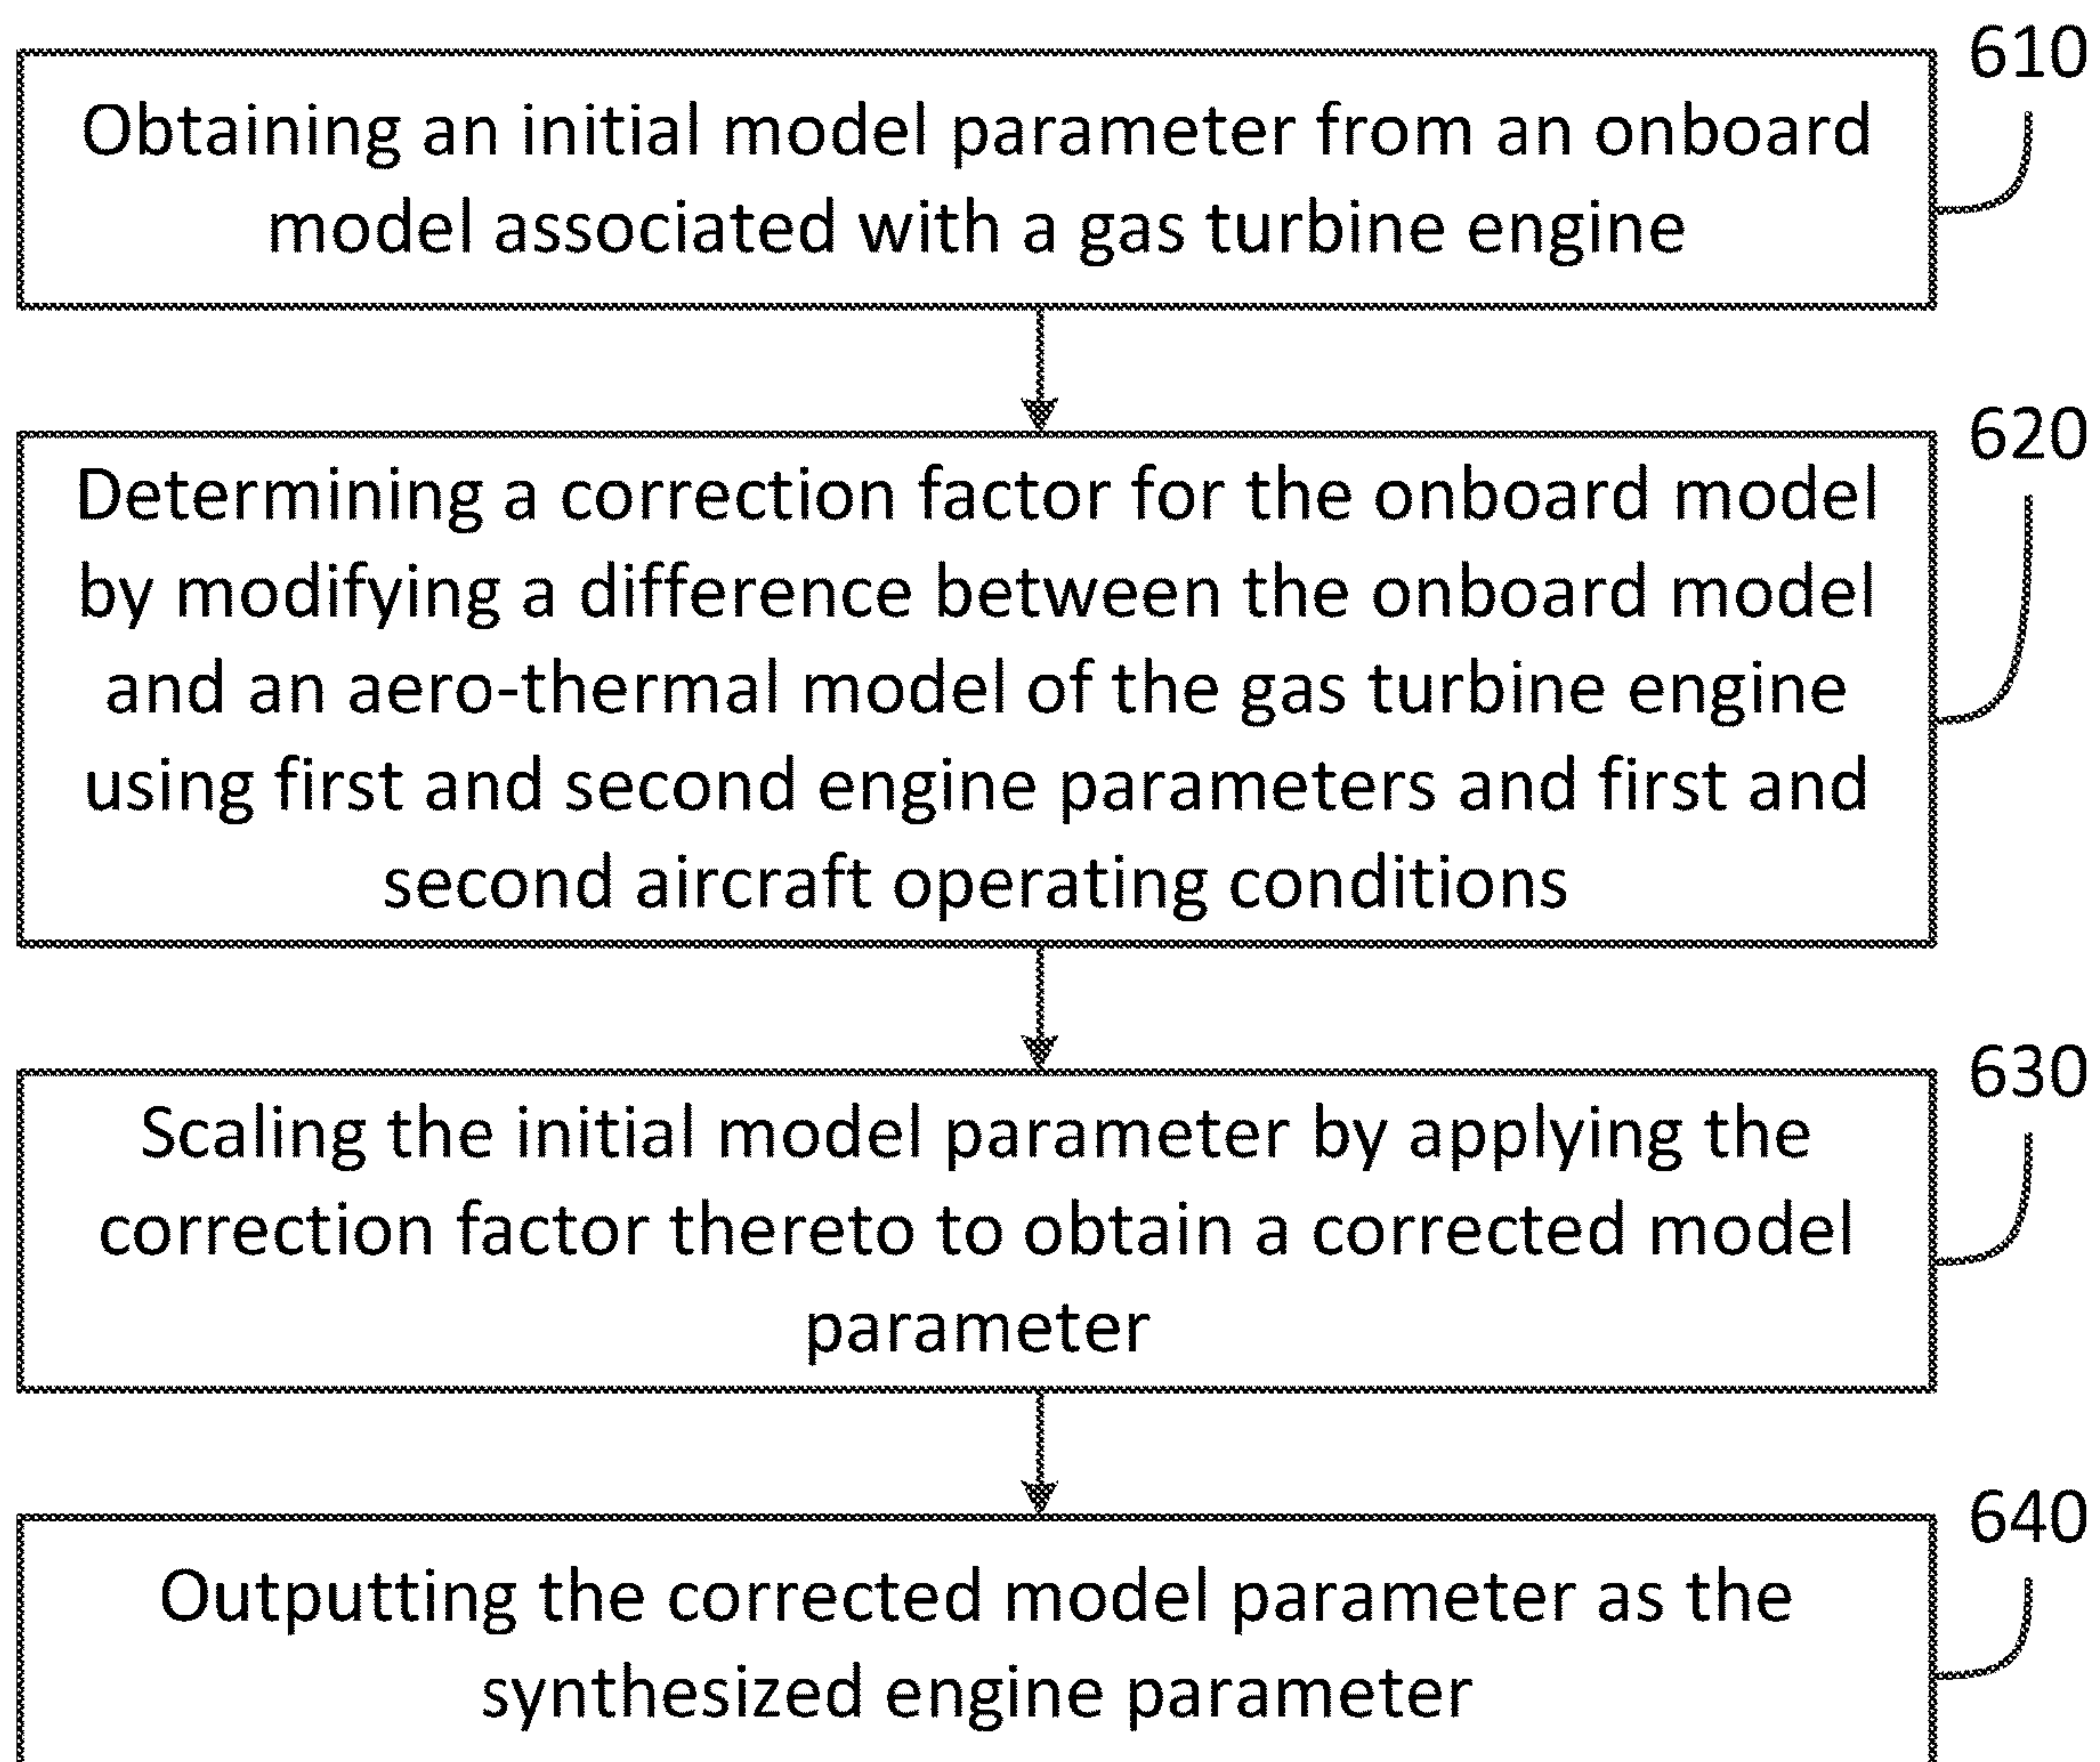 610
Obtaining an initial model parameter from an onboard
model associated with a gas turbine engine
620
Determining a correction factor for the onboard model
by modifying a difference between the onboard model
and an aero-thermal model of the gas turbine engine
using first and second engine parameters and first and
second aircraft operating conditions
630
Scaling the initial model parameter by applying the
correction factor thereto to obtain a corrected model
parameter
640
Outputting the corrected model parameter as the
synthesized engine parameter